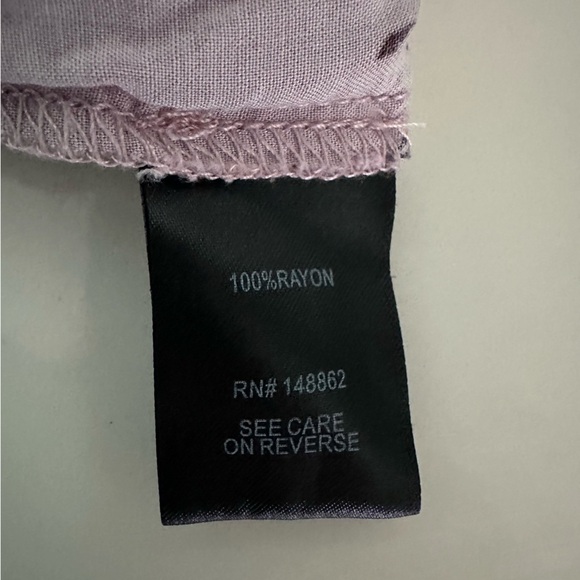 100%RAYON
RN# 148862
SEE CARE
ON REVERSE